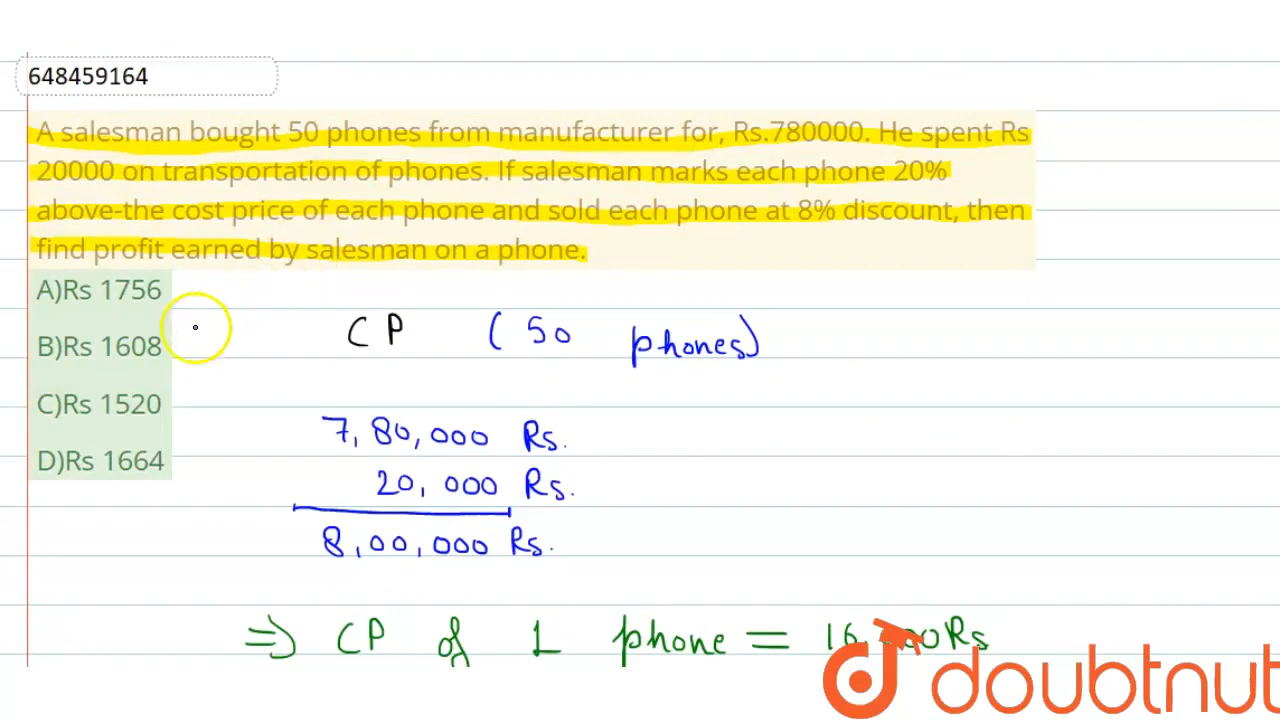 648459164
A salesman bought 50 phones from manufacturer for, Rs.780000. He spent Rs
20000 on transportation of phones. If salesman marks each phone 20%
above-the cost price of each phone and sold each phone at 8% discount, then
find profit earned by salesman on a phone.
A)Rs 1756
B)Rs 1608
C)Rs 1520
D)Rs 1664
CP (50 phones)
7,80,000 Rs.
20,000 Rs.
8,00,000 Rs.
⇒ CP of 1 phone = Rs
doubtnut